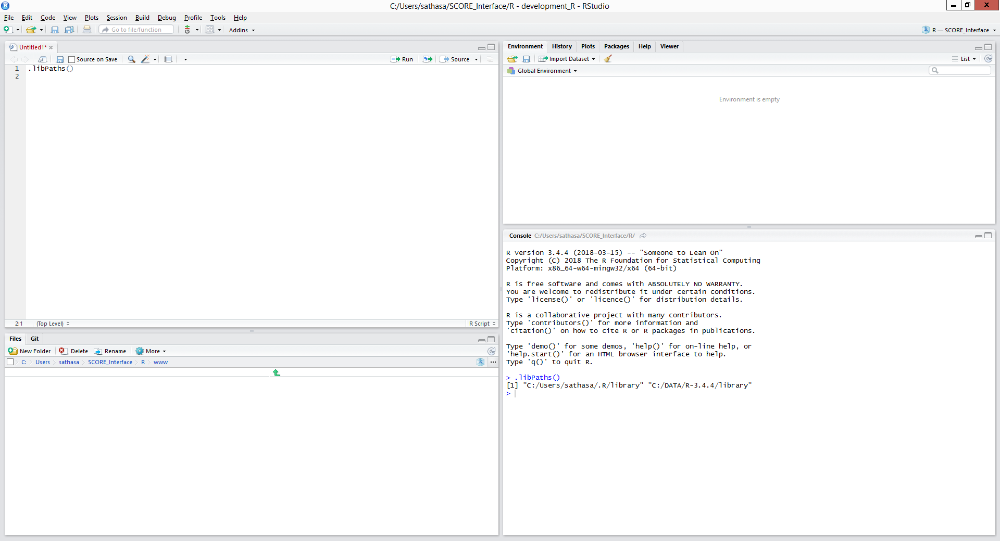 C:/Users/sathasa/SCORE_Interface/R - development_R - RStudio
File Edit Code View Plots Session Build Debug Profile Tools Help
Go to file/function Addins R — SCORE_Interface
Untitled1*
Source on Save Run Source
1 .libPaths()
2
2:1 (Top Level) R Script
Files Git
New Folder Delete Rename More
C: Users sathasa SCORE_Interface R www
Environment History Plots Packages Help Viewer
Import Dataset List
Global Environment
Environment is empty
Console C:/Users/sathasa/SCORE_Interface/R/
R version 3.4.4 (2018-03-15) -- "Someone to Lean On"
Copyright (C) 2018 The R Foundation for Statistical Computing
Platform: x86_64-w64-mingw32/x64 (64-bit)
R is free software and comes with ABSOLUTELY NO WARRANTY.
You are welcome to redistribute it under certain conditions.
Type 'license()' or 'licence()' for distribution details.
R is a collaborative project with many contributors.
Type 'contributors()' for more information and
'citation()' on how to cite R or R packages in publications.
Type 'demo()' for some demos, 'help()' for on-line help, or
'help.start()' for an HTML browser interface to help.
Type 'q()' to quit R.
> .libPaths()
[1] "C:/Users/sathasa/.R/library" "C:/DATA/R-3.4.4/library"
>